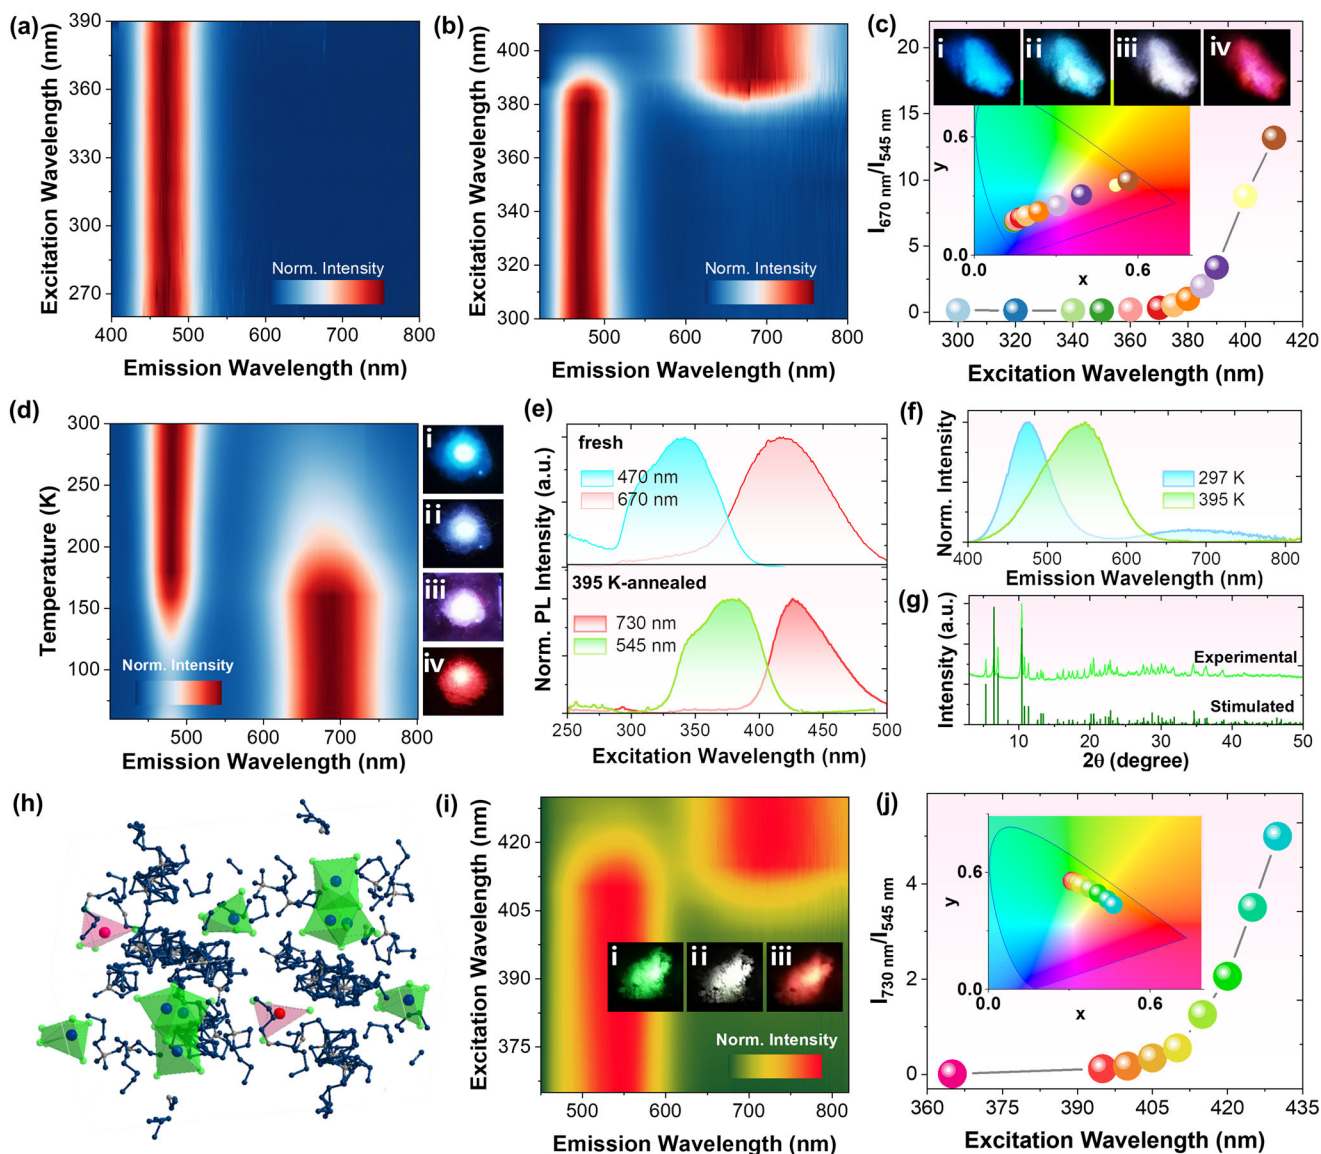 (a)
Excitation Wavelength (nm)
390
360
330
300
270
Norm. Intensity
400 500 600 700 800
Emission Wavelength (nm)
(b)
Excitation Wavelength (nm)
400
380
360
340
320
300
Norm. Intensity
500 600 700 800
Emission Wavelength (nm)
(c)
I670 nm/I545 nm
20
15
10
5
0
i ii iii iv
y
0.6
0.0
0.0 0.6
x
300 320 340 360 380 400 420
Excitation Wavelength (nm)
(d)
Temperature (K)
300
250
200
150
100
Norm. Intensity
500 600 700 800
Emission Wavelength (nm)
i
ii
iii
iv
(e)
Norm. PL Intensity (a.u.)
fresh
470 nm
670 nm
395 K-annealed
730 nm
545 nm
250 300 350 400 450 500
Excitation Wavelength (nm)
(f)
Norm. Intensity
297 K
395 K
400 500 600 700 800
Emission Wavelength (nm)
(g)
Intensity (a.u.)
Experimental
Stimulated
10 20 30 40 50
2θ (degree)
(h)
(i)
Excitation Wavelength (nm)
420
405
390
375
i ii iii
Norm. Intensity
500 600 700 800
Emission Wavelength (nm)
(j)
I730 nm/I545 nm
4
2
0
y
0.6
0.0
0.0 0.6
x
360 375 390 405 420 435
Excitation Wavelength (nm)